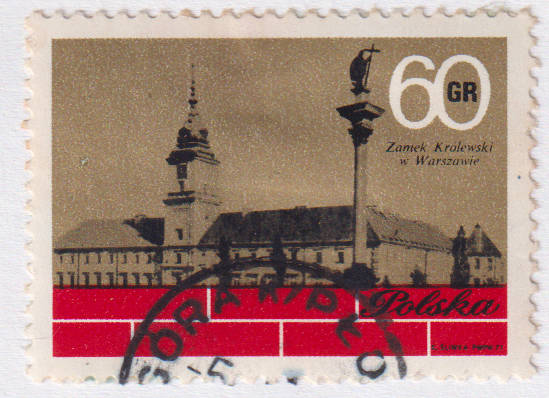 60 GR
Zamek Królewski
w Warszawie
Polska